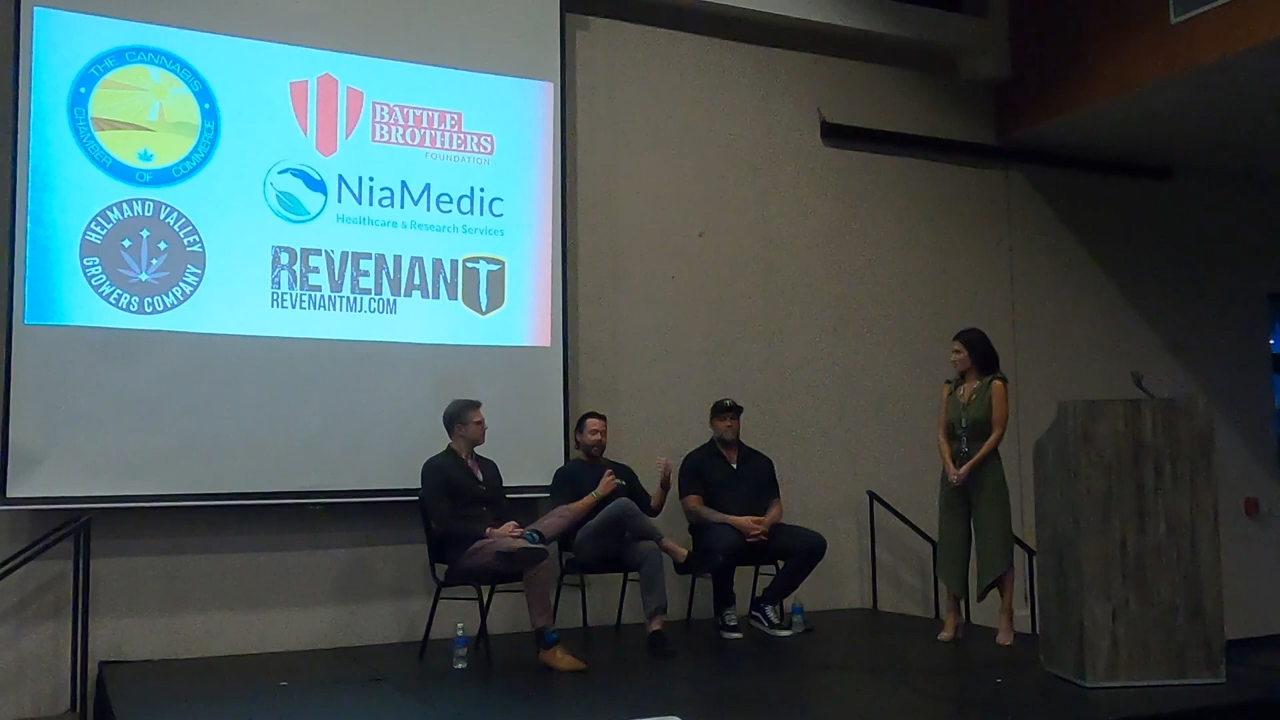 THE CANNABIS
CHAMBER OF COMMERCE
BATTLE
BROTHERS
FOUNDATION
NiaMedic
Healthcare & Research Services
HELMAND VALLEY
GROWERS COMPANY
REVENANT
REVENANTMJ.COM